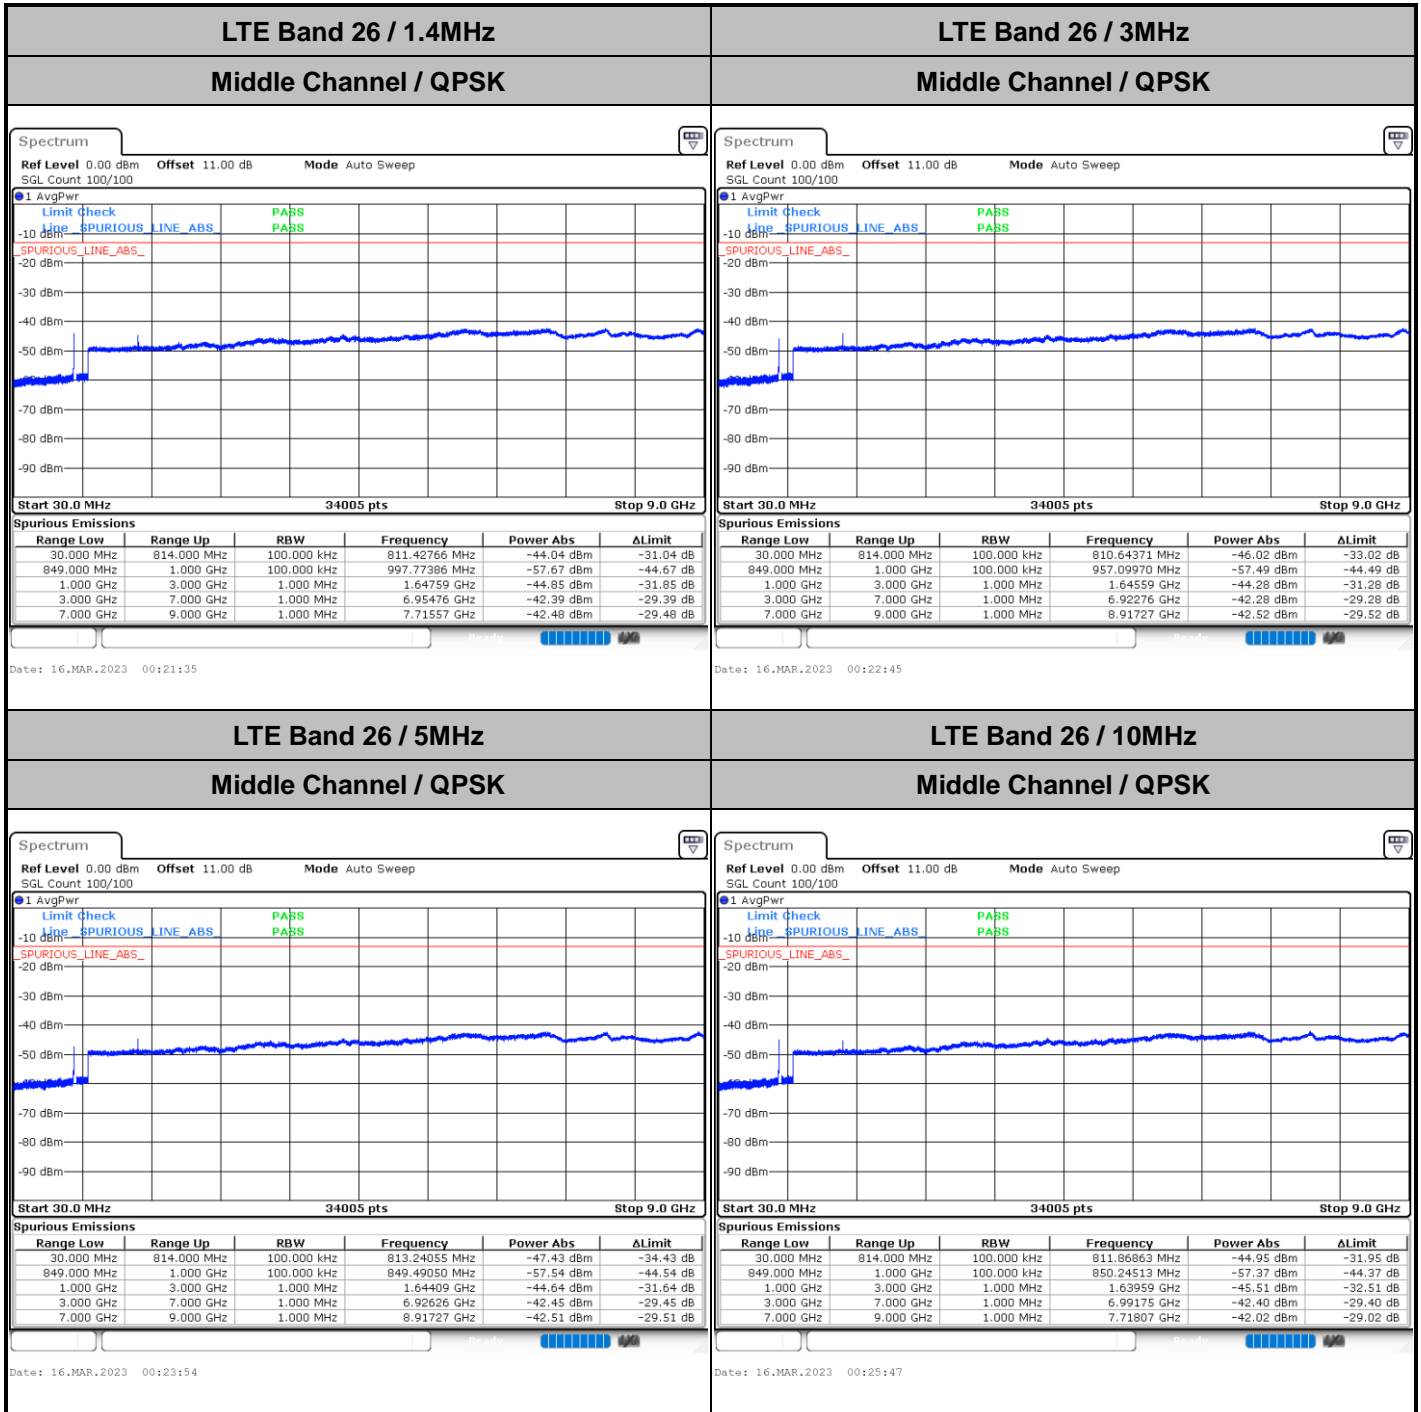 LTE Band 26 / 1.4MHz
LTE Band 26 / 3MHz
Middle Channel / QPSK
Middle Channel / QPSK
Spectrum
Ref Level 0.00 dBm Offset 11.00 dB Mode Auto Sweep
SGL Count 100/100
1 AvgPwr
Limit Check PASS
-10 dBm Line _SPURIOUS_LINE_ABS_ PASS
_SPURIOUS_LINE_ABS_
-20 dBm
-30 dBm
-40 dBm
-50 dBm
-70 dBm
-80 dBm
-90 dBm
Start 30.0 MHz 34005 pts Stop 9.0 GHz
Spurious Emissions
Range Low Range Up RBW Frequency Power Abs ΔLimit
30.000 MHz 814.000 MHz 100.000 kHz 811.42766 MHz -44.04 dBm -31.04 dB
849.000 MHz 1.000 GHz 100.000 kHz 997.77386 MHz -57.67 dBm -44.67 dB
1.000 GHz 3.000 GHz 1.000 MHz 1.64759 GHz -44.85 dBm -31.85 dB
3.000 GHz 7.000 GHz 1.000 MHz 6.95476 GHz -42.39 dBm -29.39 dB
7.000 GHz 9.000 GHz 1.000 MHz 7.71557 GHz -42.48 dBm -29.48 dB
Ready
Date: 16.MAR.2023 00:21:35
Spectrum
Ref Level 0.00 dBm Offset 11.00 dB Mode Auto Sweep
SGL Count 100/100
1 AvgPwr
Limit Check PASS
-10 dBm Line _SPURIOUS_LINE_ABS_ PASS
_SPURIOUS_LINE_ABS_
-20 dBm
-30 dBm
-40 dBm
-50 dBm
-70 dBm
-80 dBm
-90 dBm
Start 30.0 MHz 34005 pts Stop 9.0 GHz
Spurious Emissions
Range Low Range Up RBW Frequency Power Abs ΔLimit
30.000 MHz 814.000 MHz 100.000 kHz 810.64371 MHz -46.02 dBm -33.02 dB
849.000 MHz 1.000 GHz 100.000 kHz 957.09970 MHz -57.49 dBm -44.49 dB
1.000 GHz 3.000 GHz 1.000 MHz 1.64559 GHz -44.28 dBm -31.28 dB
3.000 GHz 7.000 GHz 1.000 MHz 6.92276 GHz -42.28 dBm -29.28 dB
7.000 GHz 9.000 GHz 1.000 MHz 8.91727 GHz -42.52 dBm -29.52 dB
Ready
Date: 16.MAR.2023 00:22:45
LTE Band 26 / 5MHz
LTE Band 26 / 10MHz
Middle Channel / QPSK
Middle Channel / QPSK
Spectrum
Ref Level 0.00 dBm Offset 11.00 dB Mode Auto Sweep
SGL Count 100/100
1 AvgPwr
Limit Check PASS
-10 dBm Line _SPURIOUS_LINE_ABS_ PASS
_SPURIOUS_LINE_ABS_
-20 dBm
-30 dBm
-40 dBm
-50 dBm
-70 dBm
-80 dBm
-90 dBm
Start 30.0 MHz 34005 pts Stop 9.0 GHz
Spurious Emissions
Range Low Range Up RBW Frequency Power Abs ΔLimit
30.000 MHz 814.000 MHz 100.000 kHz 813.24055 MHz -47.43 dBm -34.43 dB
849.000 MHz 1.000 GHz 100.000 kHz 849.49050 MHz -57.54 dBm -44.54 dB
1.000 GHz 3.000 GHz 1.000 MHz 1.64409 GHz -44.64 dBm -31.64 dB
3.000 GHz 7.000 GHz 1.000 MHz 6.92626 GHz -42.45 dBm -29.45 dB
7.000 GHz 9.000 GHz 1.000 MHz 8.91727 GHz -42.51 dBm -29.51 dB
Ready
Date: 16.MAR.2023 00:23:54
Spectrum
Ref Level 0.00 dBm Offset 11.00 dB Mode Auto Sweep
SGL Count 100/100
1 AvgPwr
Limit Check PASS
-10 dBm Line _SPURIOUS_LINE_ABS_ PASS
_SPURIOUS_LINE_ABS_
-20 dBm
-30 dBm
-40 dBm
-50 dBm
-70 dBm
-80 dBm
-90 dBm
Start 30.0 MHz 34005 pts Stop 9.0 GHz
Spurious Emissions
Range Low Range Up RBW Frequency Power Abs ΔLimit
30.000 MHz 814.000 MHz 100.000 kHz 811.86863 MHz -44.95 dBm -31.95 dB
849.000 MHz 1.000 GHz 100.000 kHz 850.24513 MHz -57.37 dBm -44.37 dB
1.000 GHz 3.000 GHz 1.000 MHz 1.63959 GHz -45.51 dBm -32.51 dB
3.000 GHz 7.000 GHz 1.000 MHz 6.99175 GHz -42.40 dBm -29.40 dB
7.000 GHz 9.000 GHz 1.000 MHz 7.71807 GHz -42.02 dBm -29.02 dB
Ready
Date: 16.MAR.2023 00:25:47